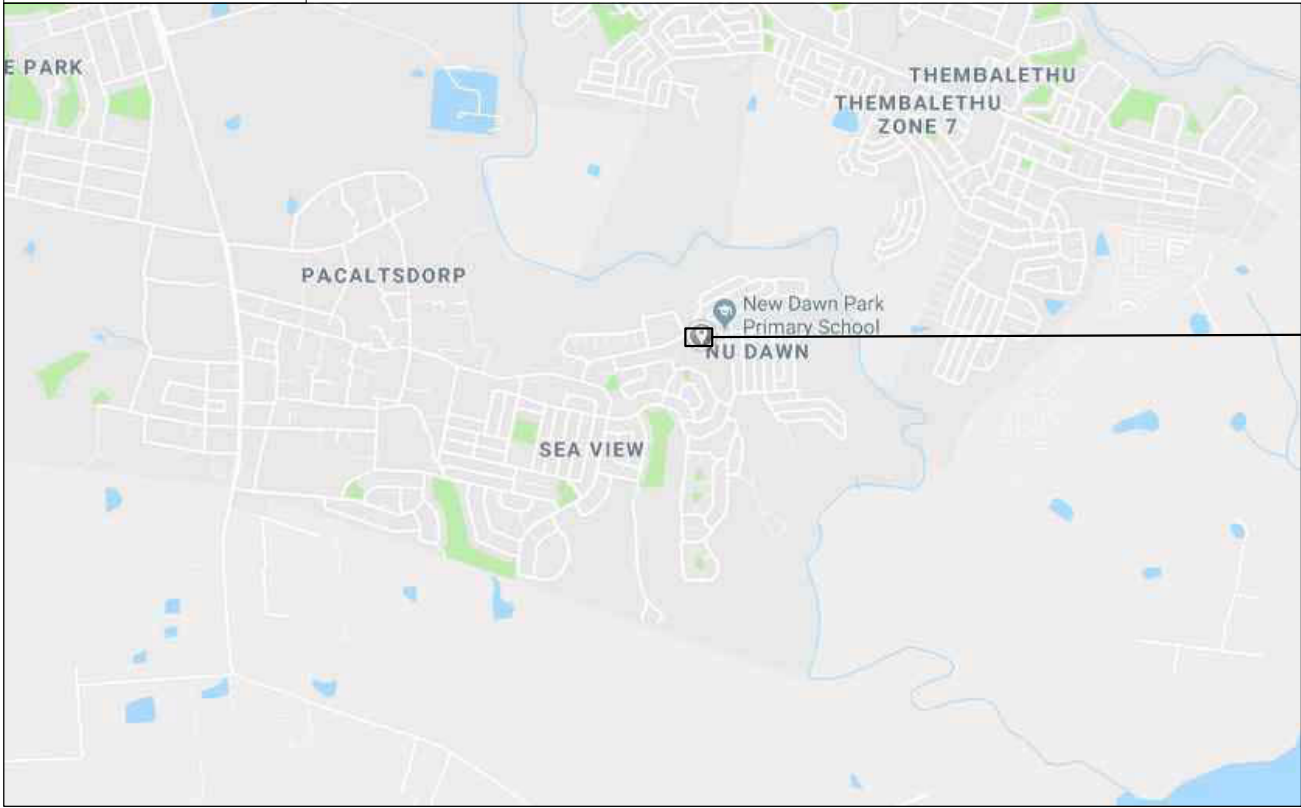 E PARK
THEMBALETHU
THEMBALETHU
ZONE 7
PACALTSDORP
New Dawn Park
Primary School
NU DAWN
SEA VIEW